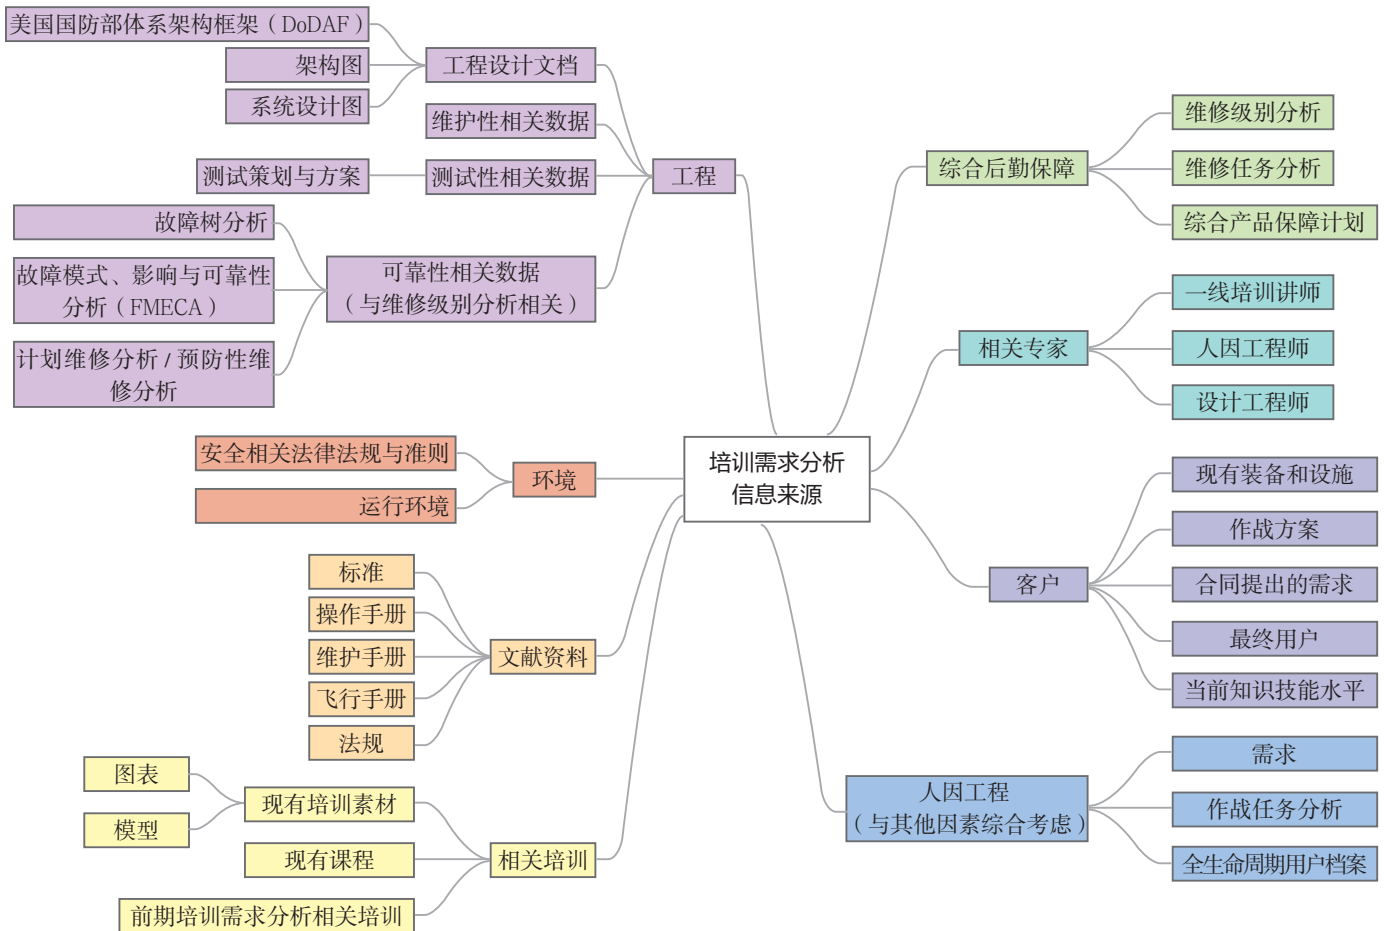 美国国防部体系架构框架（DoDAF）
架构图
系统设计图
工程设计文档
维护性相关数据
测试策划与方案
测试性相关数据
工程
故障树分析
故障模式、影响与可靠性
分析（FMECA）
计划维修分析 / 预防性维
修分析
可靠性相关数据
（与维修级别分析相关）
安全相关法律法规与准则
运行环境
环境
标准
操作手册
维护手册
飞行手册
法规
文献资料
图表
模型
现有培训素材
现有课程
前期培训需求分析相关培训
相关培训
培训需求分析
信息来源
综合后勤保障
维修级别分析
维修任务分析
综合产品保障计划
相关专家
一线培训讲师
人因工程师
设计工程师
客户
现有装备和设施
作战方案
合同提出的需求
最终用户
当前知识技能水平
人因工程
（与其他因素综合考虑）
需求
作战任务分析
全生命周期用户档案